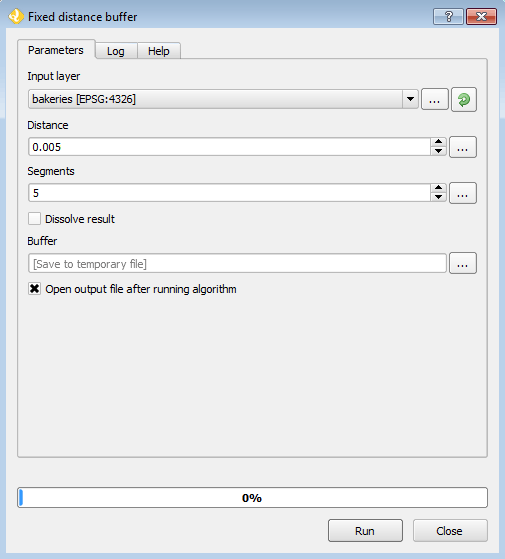 Fixed distance buffer
?
Parameters Log Help
Input layer
bakeries [EPSG:4326] ...
Distance
0.005 ...
Segments
5 ...
Dissolve result
Buffer
[Save to temporary file] ...
Open output file after running algorithm
0%
Run Close